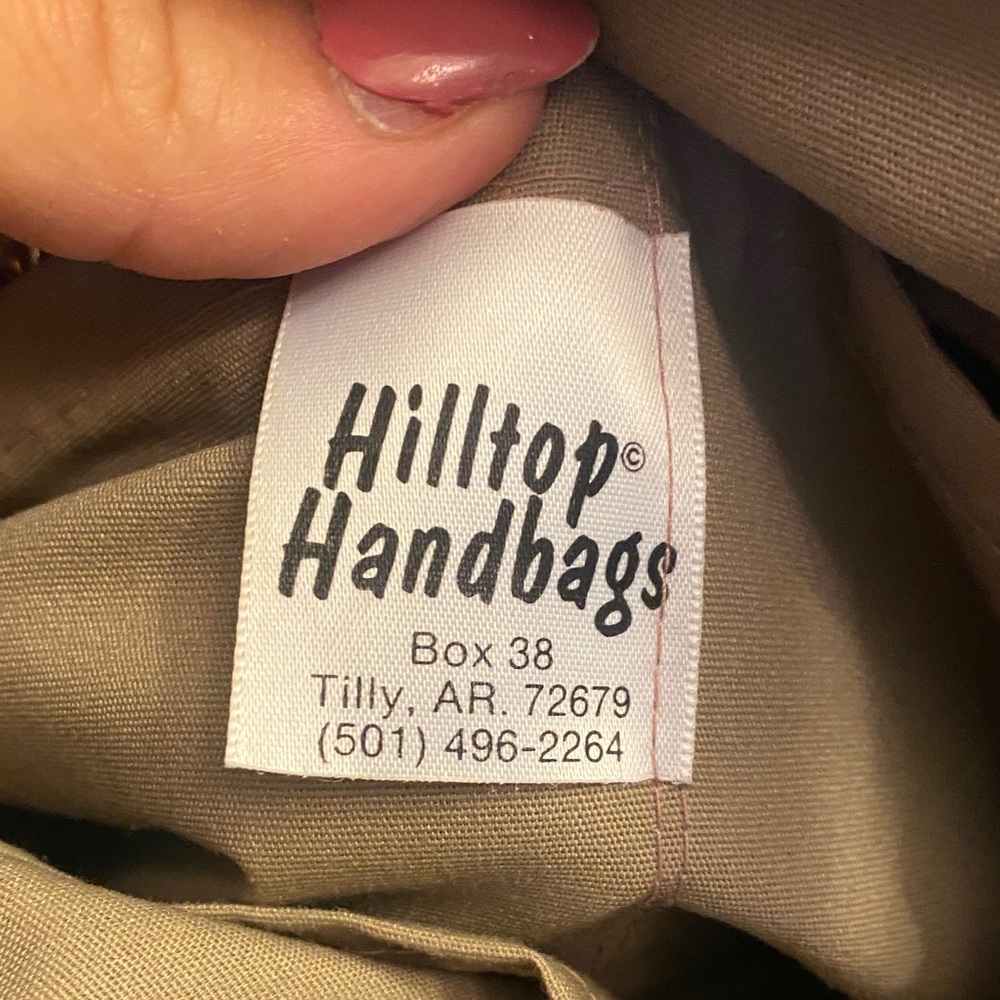 Hilltop©
Handbags
Box 38
Tilly, AR. 72679
(501) 496-2264